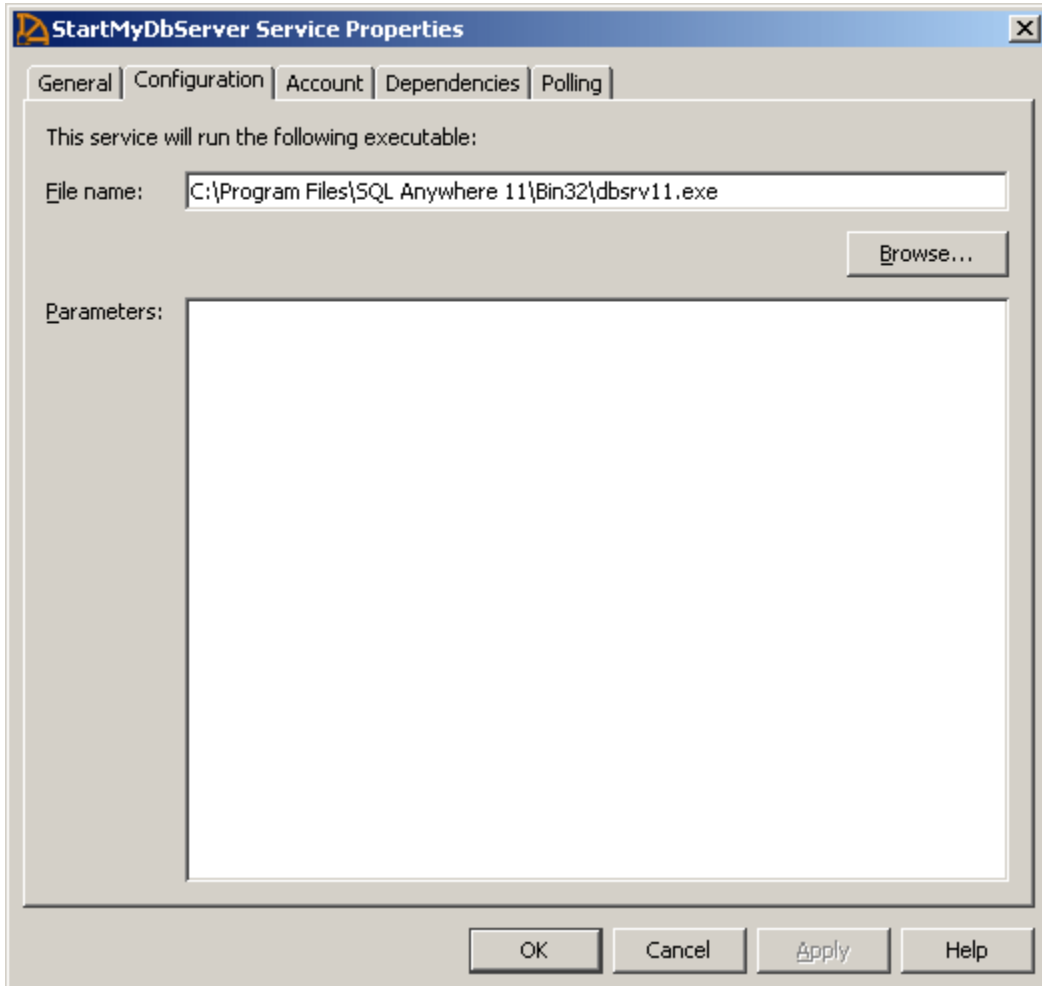 StartMyDbServer Service Properties
General Configuration Account Dependencies Polling
This service will run the following executable:
File name: C:\Program Files\SQL Anywhere 11\Bin32\dbsrv11.exe
Browse...
Parameters:
OK Cancel Apply Help